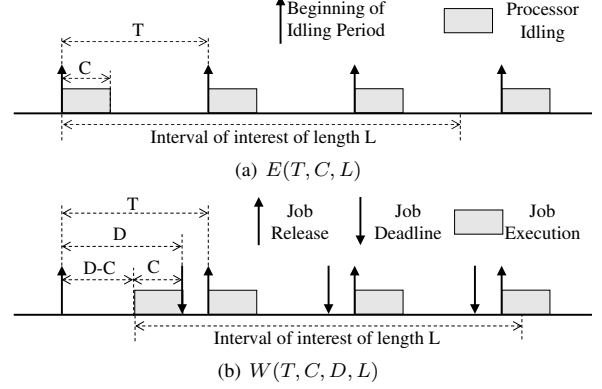 Beginning of
Idling Period
Processor
Idling
T
C
Interval of interest of length L
(a) E(T, C, L)
T
D
D-C
C
Job
Release
Job
Deadline
Job
Execution
Interval of interest of length L
(b) W(T, C, D, L)